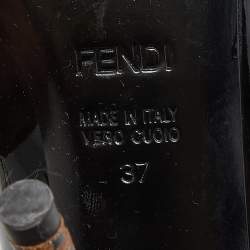 FENDI
MADE IN ITALY
VERO CUOIO
37